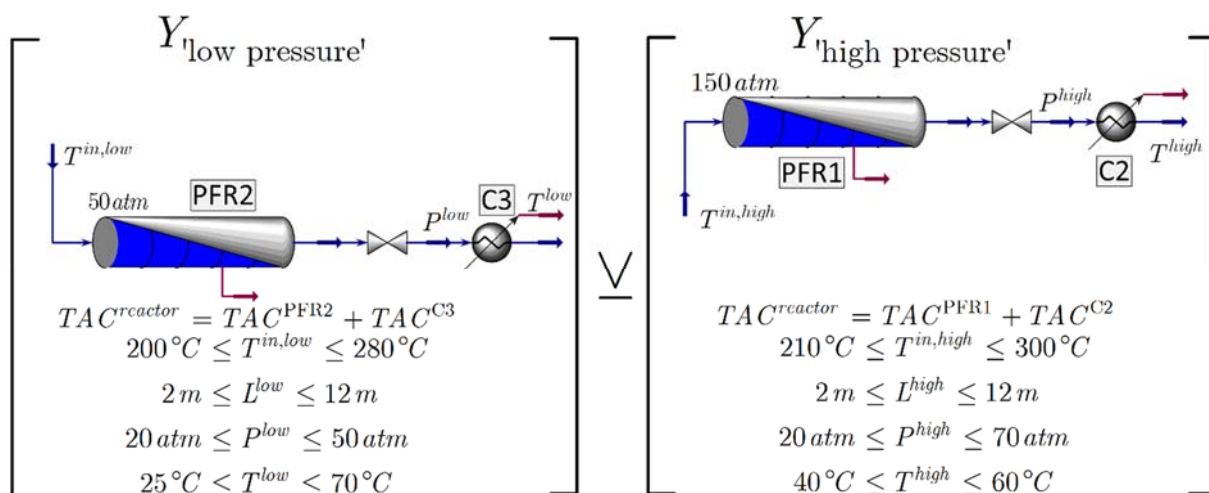 Y'low pressure'
T^{in,low}
50 atm
PFR2
P^{low}
C3
T^{low}
TAC^{reactor} = TAC^{PFR2} + TAC^{C3}
200 °C ≤ T^{in,low} ≤ 280 °C
2 m ≤ L^{low} ≤ 12 m
20 atm ≤ P^{low} ≤ 50 atm
25 °C ≤ T^{low} ≤ 70 °C
⊻
Y'high pressure'
150 atm
PFR1
P^{high}
C2
T^{high}
T^{in,high}
TAC^{reactor} = TAC^{PFR1} + TAC^{C2}
210 °C ≤ T^{in,high} ≤ 300 °C
2 m ≤ L^{high} ≤ 12 m
20 atm ≤ P^{high} ≤ 70 atm
40 °C ≤ T^{high} ≤ 60 °C